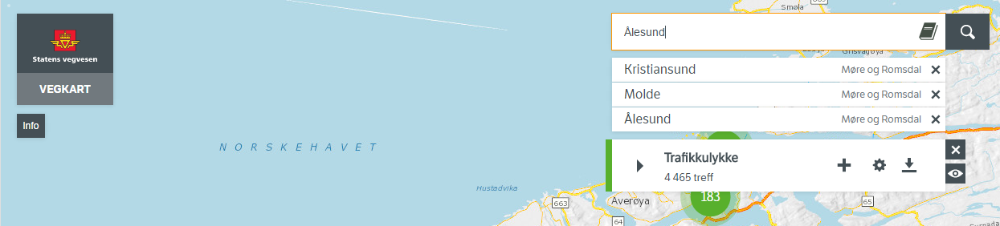 Smøla
Ålesund
Statens vegvesen
Grisvågøya
Kristiansund Møre og Romsdal
VEGKART
Molde Møre og Romsdal
Ålesund Møre og Romsdal
Info
NORSKEHAVET
Trafikkulykke
4 465 treff
Hustadvika
183
Averøya
663
65
64